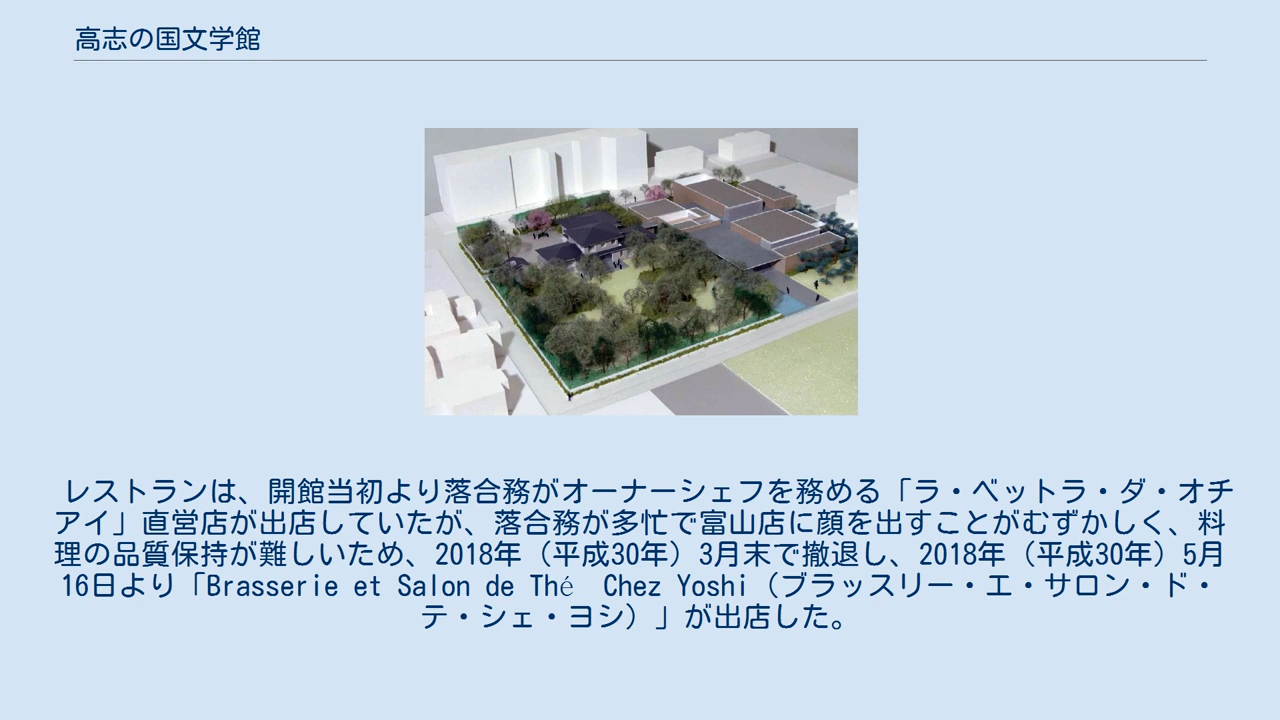 高志の国文学館
レストランは、開館当初より落合務がオーナーシェフを務める「ラ・ベットラ・ダ・オチ
アイ」直営店が出店していたが、落合務が多忙で富山店に顔を出すことがむずかしく、料
理の品質保持が難しいため、2018年（平成30年）3月末で撤退し、2018年（平成30年）5月
16日より「Brasserie et Salon de Thé　Chez Yoshi（ブラッスリー・エ・サロン・ド・
テ・シェ・ヨシ）」が出店した。